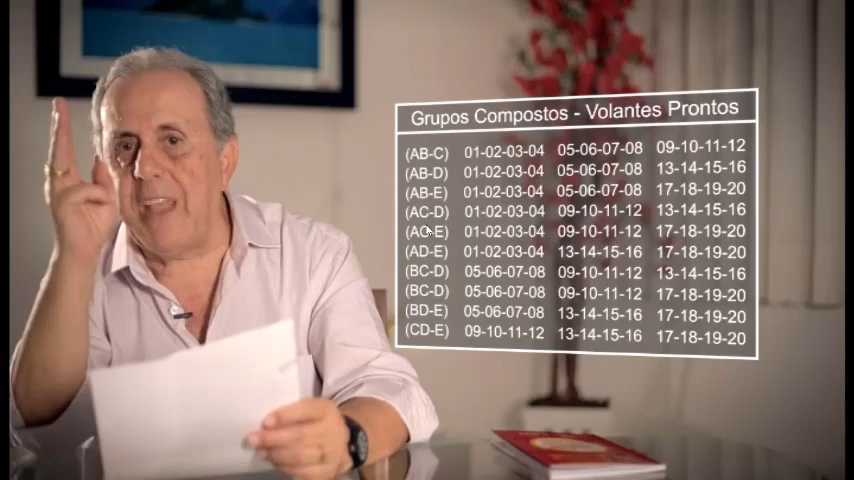 Grupos Compostos - Volantes Prontos
(AB-C) 01-02-03-04 05-06-07-08 09-10-11-12
(AB-D) 01-02-03-04 05-06-07-08 13-14-15-16
(AB-E) 01-02-03-04 05-06-07-08 17-18-19-20
(AC-D) 01-02-03-04 09-10-11-12 13-14-15-16
(AC-E) 01-02-03-04 09-10-11-12 17-18-19-20
(AD-E) 01-02-03-04 13-14-15-16 17-18-19-20
(BC-D) 05-06-07-08 09-10-11-12 13-14-15-16
(BC-D) 05-06-07-08 09-10-11-12 17-18-19-20
(BD-E) 05-06-07-08 13-14-15-16 17-18-19-20
(CD-E) 09-10-11-12 13-14-15-16 17-18-19-20